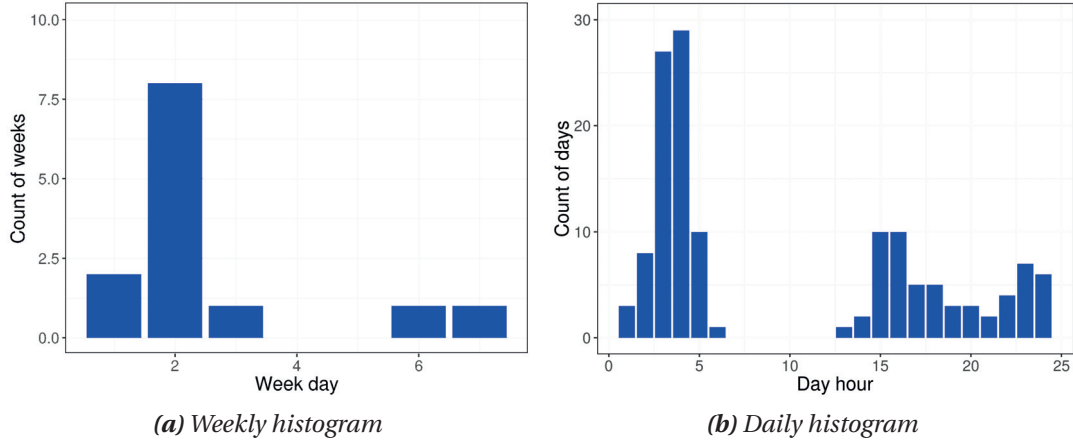 10.0
7.5
5.0
2.5
0.0
Count of weeks
2 4 6
Week day
(a) Weekly histogram
30
20
10
0
Count of days
0 5 10 15 20 25
Day hour
(b) Daily histogram